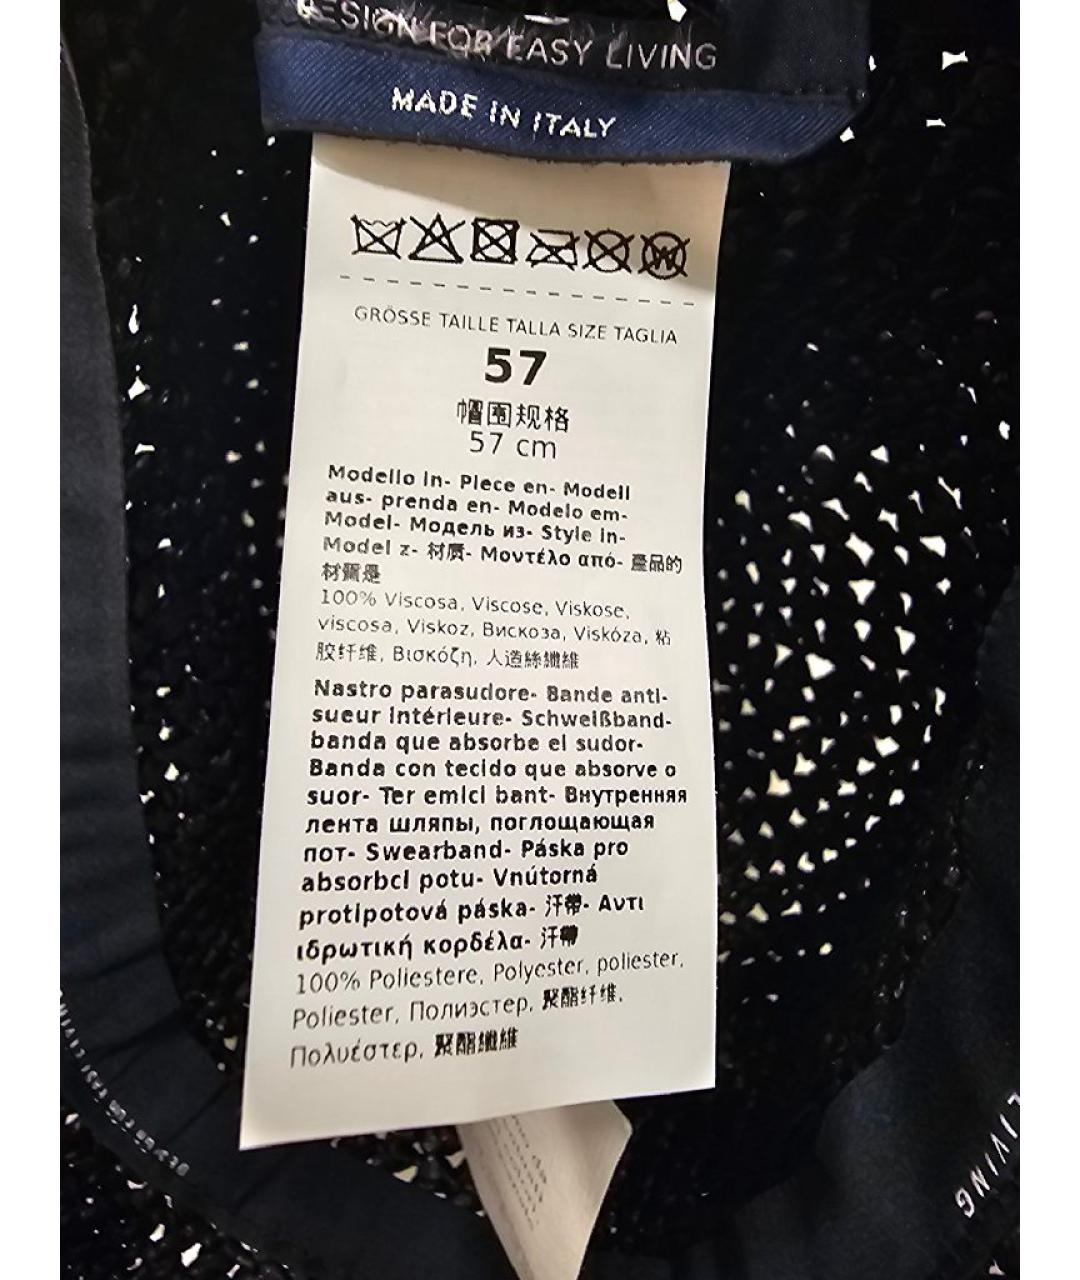 DESIGN FOR EASY LIVING
MADE IN ITALY
GRÖSSE TAILLE TALLA SIZE TAGLIA
57
帽围规格
57 cm
Modello in- Piece en- Modell
aus- prenda en- Modelo em-
Model- Модель из- Style in-
Model z- 材质- Μοντέλο από- 產品的
材質是
100% Viscosa, Viscose, Viskose,
viscosa, Viskoz, Вискоза, Viskóza, 粘
胶纤维, Βισκόζη, 人造絲纖維
Nastro parasudore- Bande anti-
sueur intérieure- Schweißband-
banda que absorbe el sudor-
Banda con tecido que absorve o
suor- Ter emici bant- Внутренняя
лента шляпы, поглощающая
пот- Swearband- Páska pro
absorbci potu- Vnútorná
protipotová páska- 汗帶- Αντι
ιδρωτική κορδέλα- 汗帶
100% Poliestere, Polyester, poliester,
Poliester, Полиэстер, 聚酯纤维,
Πολυέστερ, 聚酯纖維
LIVING